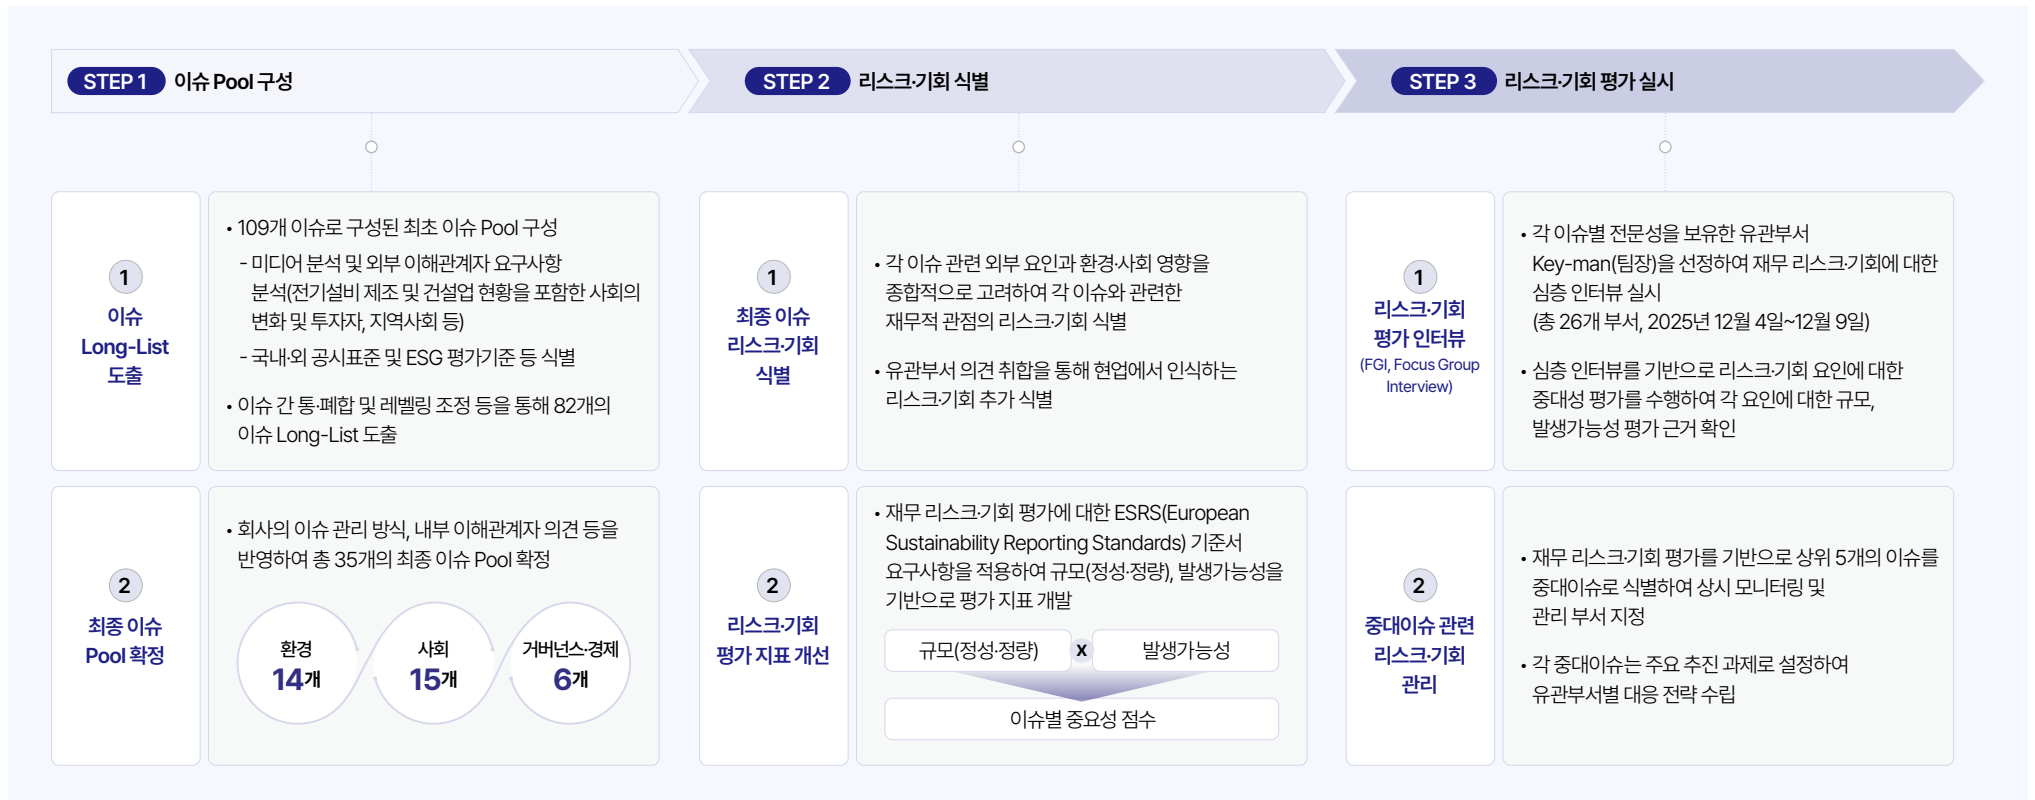 STEP 1 이슈 Pool 구성
1
이슈
Long-List
도출
• 109개 이슈로 구성된 최초 이슈 Pool 구성
- 미디어 분석 및 외부 이해관계자 요구사항
분석(전기설비 제조 및 건설업 현황을 포함한 사회의
변화 및 투자자, 지역사회 등)
- 국내·외 공시표준 및 ESG 평가기준 등 식별
• 이슈 간 통·폐합 및 레벨링 조정 등을 통해 82개의
이슈 Long-List 도출
2
최종 이슈
Pool 확정
• 회사의 이슈 관리 방식, 내부 이해관계자 의견 등을
반영하여 총 35개의 최종 이슈 Pool 확정
환경
14개
사회
15개
거버넌스·경제
6개
STEP 2 리스크·기회 식별
1
최종 이슈
리스크·기회
식별
• 각 이슈 관련 외부 요인과 환경·사회 영향을
종합적으로 고려하여 각 이슈와 관련한
재무적 관점의 리스크·기회 식별
• 유관부서 의견 취합을 통해 현업에서 인식하는
리스크·기회 추가 식별
2
리스크·기회
평가 지표 개선
• 재무 리스크·기회 평가에 대한 ESRS(European
Sustainability Reporting Standards) 기준서
요구사항을 적용하여 규모(정성·정량), 발생가능성을
기반으로 평가 지표 개발
규모(정성·정량) x 발생가능성
이슈별 중요성 점수
STEP 3 리스크·기회 평가 실시
1
리스크·기회
평가 인터뷰
(FGI, Focus Group
Interview)
• 각 이슈별 전문성을 보유한 유관부서
Key-man(팀장)을 선정하여 재무 리스크·기회에 대한
심층 인터뷰 실시
(총 26개 부서, 2025년 12월 4일~12월 9일)
• 심층 인터뷰를 기반으로 리스크·기회 요인에 대한
중대성 평가를 수행하여 각 요인에 대한 규모,
발생가능성 평가 근거 확인
2
중대이슈 관련
리스크·기회
관리
• 재무 리스크·기회 평가를 기반으로 상위 5개의 이슈를
중대이슈로 식별하여 상시 모니터링 및
관리 부서 지정
• 각 중대이슈는 주요 추진 과제로 설정하여
유관부서별 대응 전략 수립